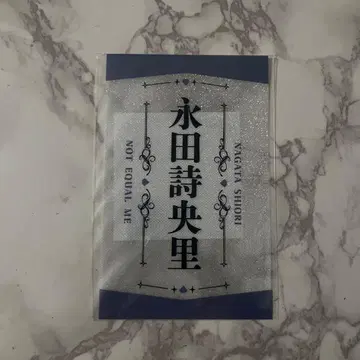 永田詩央里
NAGATA SHIORI
NOT EQUAL ME